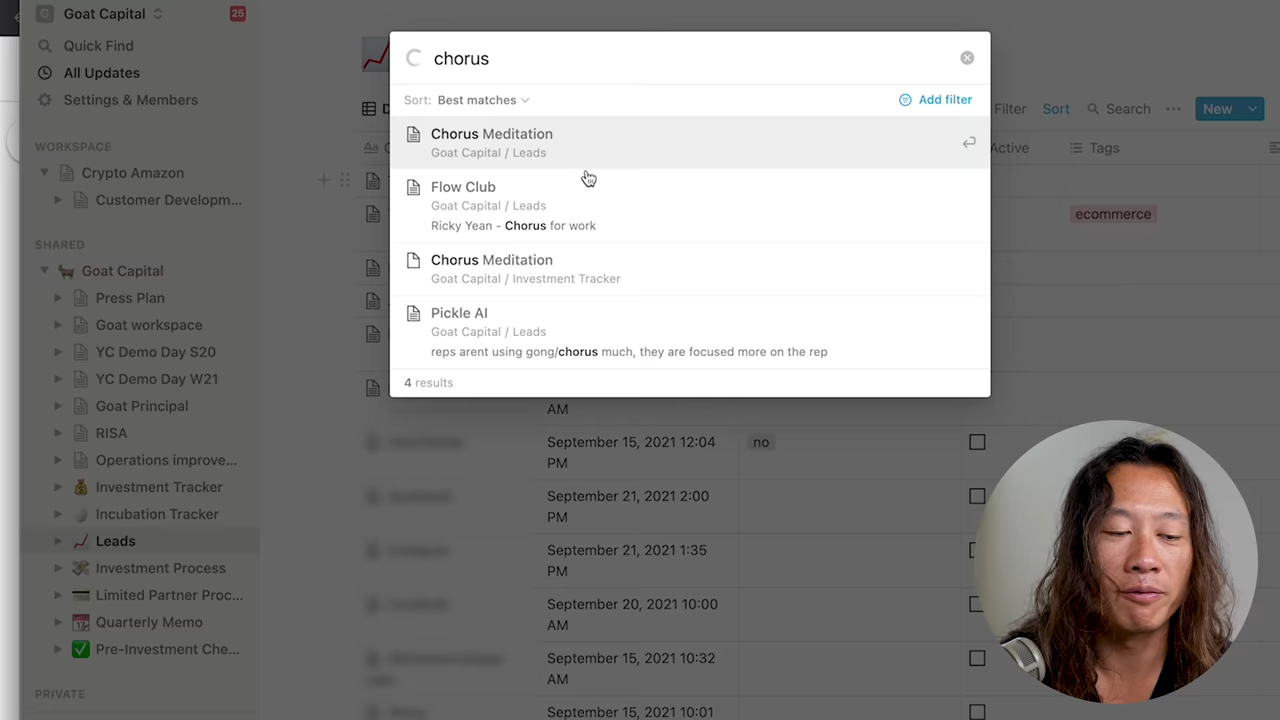 G Goat Capital
25
Quick Find
All Updates
Settings & Members
WORKSPACE
Crypto Amazon
Customer Developm...
SHARED
Goat Capital
Press Plan
Goat workspace
YC Demo Day S20
YC Demo Day W21
Goat Principal
RISA
Operations improve...
Investment Tracker
Incubation Tracker
Leads
Investment Process
Limited Partner Proc...
Quarterly Memo
Pre-Investment Che...
PRIVATE
chorus
Sort: Best matches
Add filter
Chorus Meditation
Goat Capital / Leads
Flow Club
Goat Capital / Leads
Ricky Yean - Chorus for work
Chorus Meditation
Goat Capital / Investment Tracker
Pickle AI
Goat Capital / Leads
reps arent using gong/chorus much, they are focused more on the rep
4 results
Filter
Sort
Search
New
Aa
Active
Tags
ecommerce
AM
September 15, 2021 12:04
PM
no
September 21, 2021 2:00
PM
September 21, 2021 1:35
PM
September 20, 2021 10:00
AM
September 15, 2021 10:32
AM
September 15, 2021 10:01